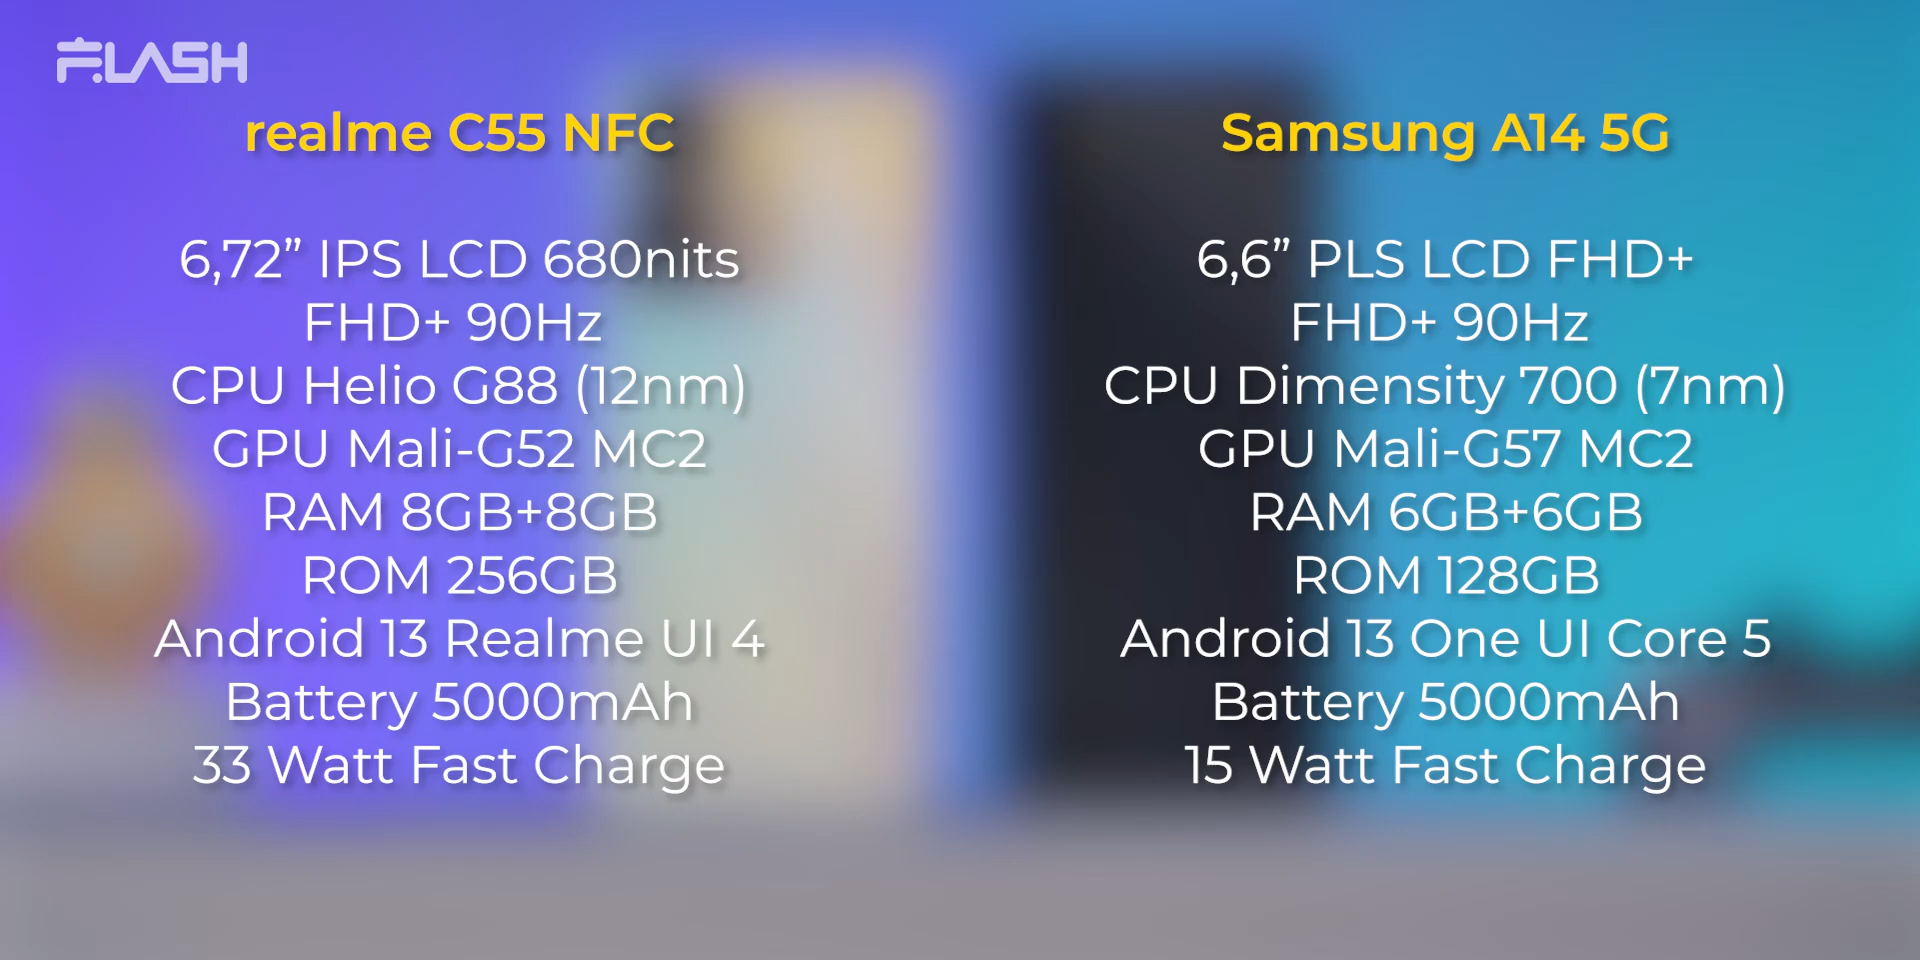 FLASH
realme C55 NFC
6,72” IPS LCD 680nits
FHD+ 90Hz
CPU Helio G88 (12nm)
GPU Mali-G52 MC2
RAM 8GB+8GB
ROM 256GB
Android 13 Realme UI 4
Battery 5000mAh
33 Watt Fast Charge
Samsung A14 5G
6,6” PLS LCD FHD+
FHD+ 90Hz
CPU Dimensity 700 (7nm)
GPU Mali-G57 MC2
RAM 6GB+6GB
ROM 128GB
Android 13 One UI Core 5
Battery 5000mAh
15 Watt Fast Charge